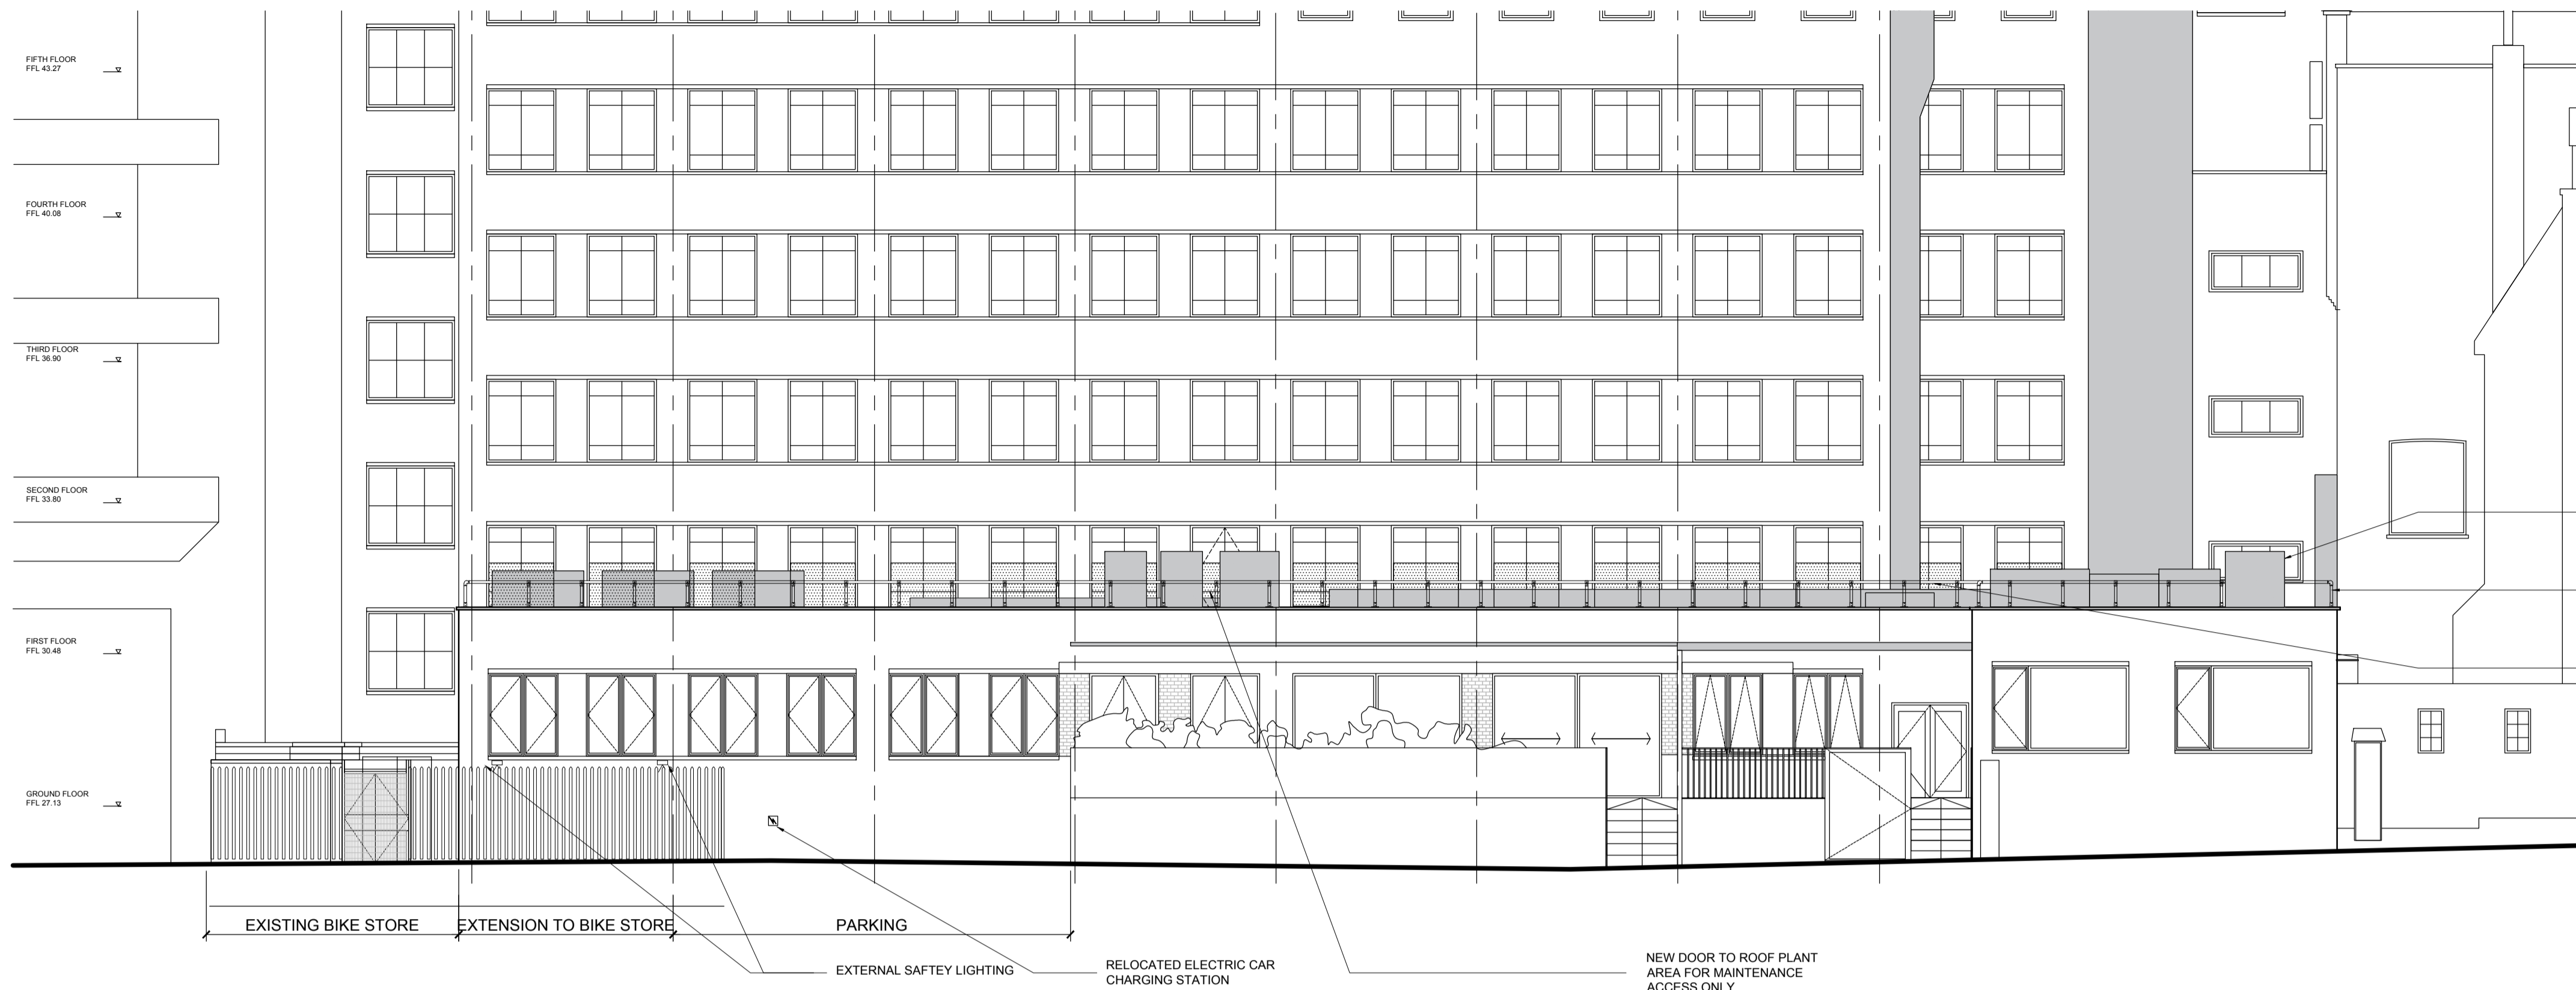 FIFTH FLOOR
FFL 43.27
FOURTH FLOOR
FFL 40.08
THIRD FLOOR
FFL 36.90
SECOND FLOOR
FFL 33.80
FIRST FLOOR
FFL 30.48
GROUND FLOOR
FFL 27.13
EXISTING BIKE STORE
EXTENSION TO BIKE STORE
PARKING
EXTERNAL SAFTEY LIGHTING
RELOCATED ELECTRIC CAR
CHARGING STATION
NEW DOOR TO ROOF PLANT
AREA FOR MAINTENANCE
ACCESS ONLY